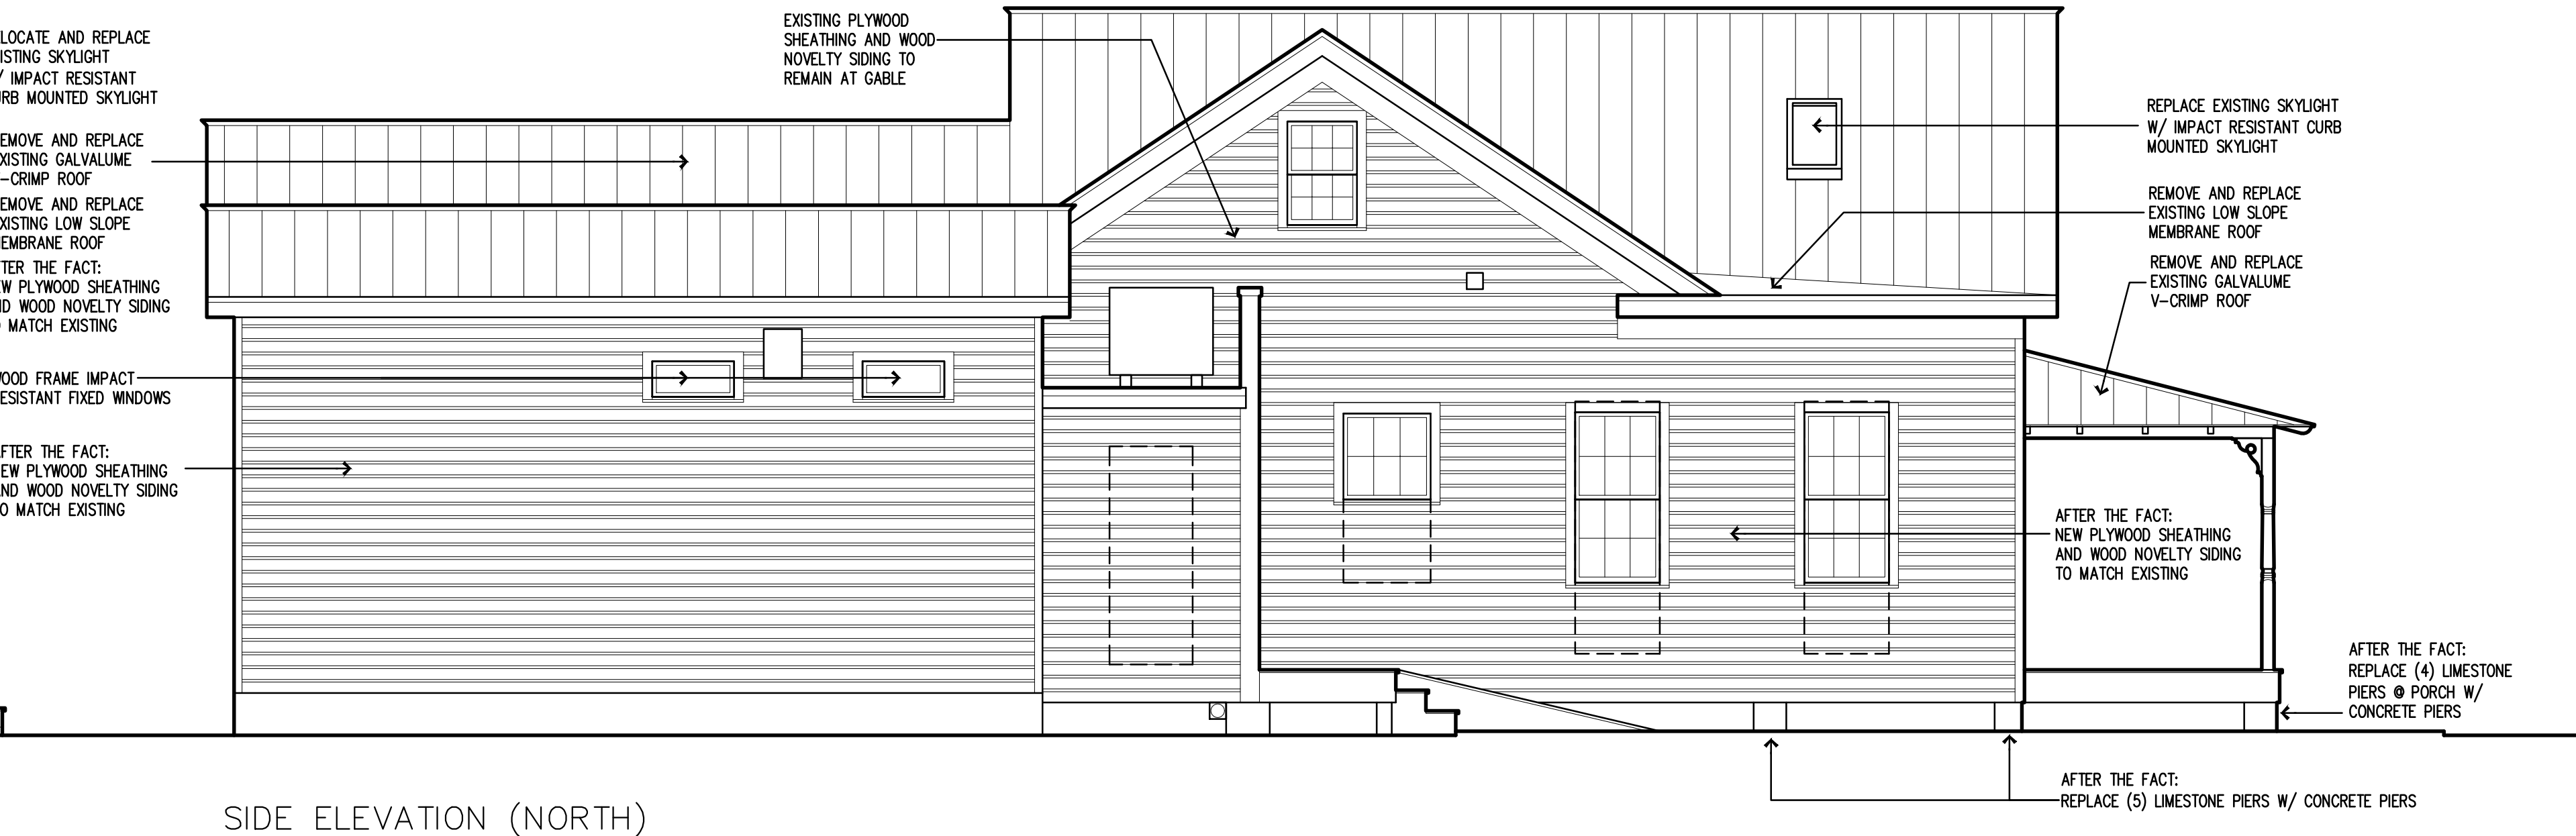 LOCATE AND REPLACE
ISTING SKYLIGHT
/ IMPACT RESISTANT
RB MOUNTED SKYLIGHT
EMOVE AND REPLACE
XISTING GALVALUME
-CRIMP ROOF
EMOVE AND REPLACE
XISTING LOW SLOPE
EMBRANE ROOF
TER THE FACT:
EW PLYWOOD SHEATHING
ND WOOD NOVELTY SIDING
MATCH EXISTING
OOD FRAME IMPACT
ESISTANT FIXED WINDOWS
AFTER THE FACT:
EW PLYWOOD SHEATHING
AND WOOD NOVELTY SIDING
TO MATCH EXISTING
EXISTING PLYWOOD
SHEATHING AND WOOD
NOVELTY SIDING TO
REMAIN AT GABLE
REPLACE EXISTING SKYLIGHT
W/ IMPACT RESISTANT CURB
MOUNTED SKYLIGHT
REMOVE AND REPLACE
EXISTING LOW SLOPE
MEMBRANE ROOF
REMOVE AND REPLACE
EXISTING GALVALUME
V-CRIMP ROOF
AFTER THE FACT:
NEW PLYWOOD SHEATHING
AND WOOD NOVELTY SIDING
TO MATCH EXISTING
AFTER THE FACT:
REPLACE (4) LIMESTONE
PIERS @ PORCH W/
CONCRETE PIERS
AFTER THE FACT:
REPLACE (5) LIMESTONE PIERS W/ CONCRETE PIERS
SIDE ELEVATION (NORTH)